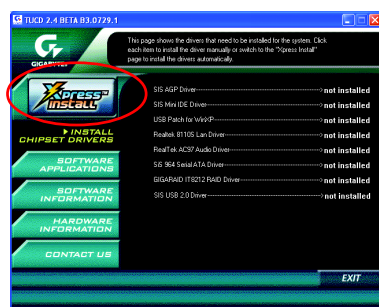 TUCD 2.4 BETA B3.0729.1
GIGABYTE
This page shows the drivers that need to be installed for the system. Click
each item to install the driver manually or switch to the "Xpress Install"
page to install the drivers automatically.
Xpress™
INSTALL
INSTALL
CHIPSET DRIVERS
SOFTWARE
APPLICATIONS
SOFTWARE
INFORMATION
HARDWARE
INFORMATION
CONTACT US
SIS AGP Driver not installed
SIS Mini IDE Driver not installed
USB Patch for WinXP not installed
Realtek 8110S Lan Driver not installed
RealTek AC97 Audio Driver not installed
SiS 964 Serial ATA Driver not installed
GIGARAID IT8212 RAID Driver not installed
SIS USB 2.0 Driver not installed
EXIT